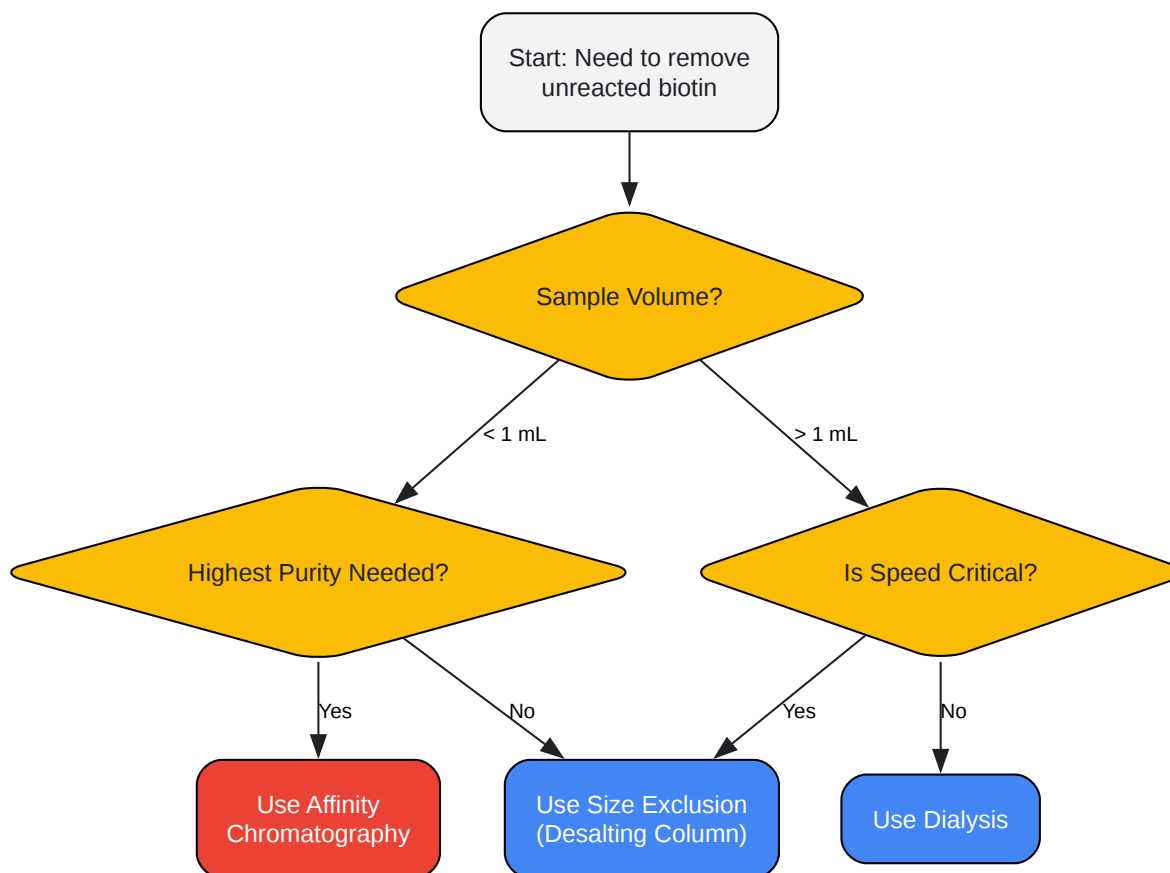 Start: Need to remove
unreacted biotin
Sample Volume?
< 1 mL
> 1 mL
Highest Purity Needed?
Is Speed Critical?
Yes
No
Yes
No
Use Affinity
Chromatography
Use Size Exclusion
(Desalting Column)
Use Dialysis